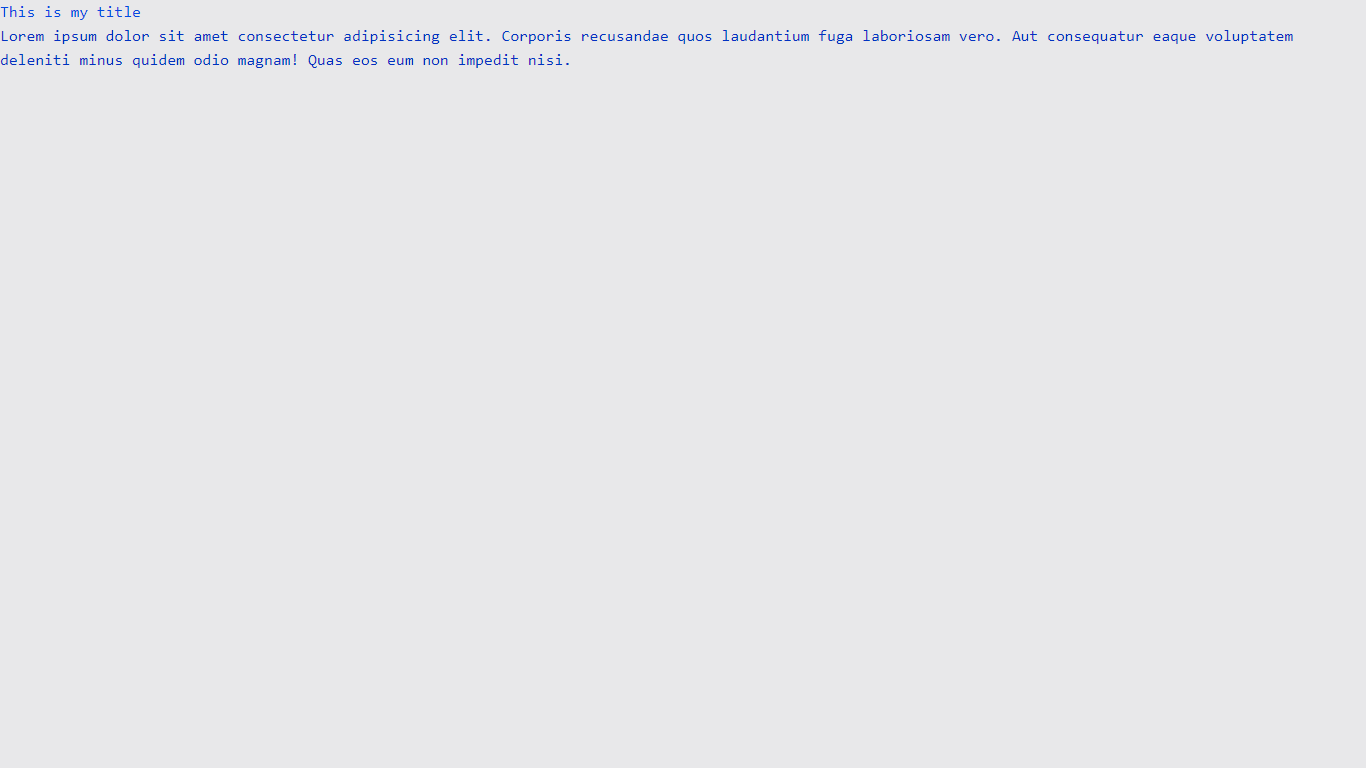 This is my title
Lorem ipsum dolor sit amet consectetur adipisicing elit. Corporis recusandae quos laudantium fuga laboriosam vero. Aut consequatur eaque voluptatem
deleniti minus quidem odio magnam! Quas eos eum non impedit nisi.